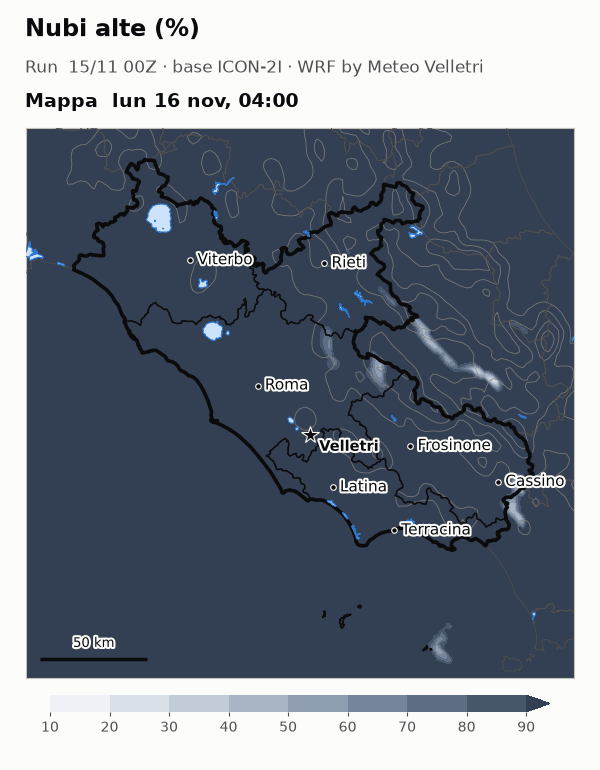 Nubi alte (%)
Run 15/11 00Z · base ICON-2I · WRF by Meteo Velletri
Mappa lun 16 nov, 04:00
Viterbo
Rieti
Roma
Velletri
Frosinone
Latina
Cassino
Terracina
50 km
10 20 30 40 50 60 70 80 90